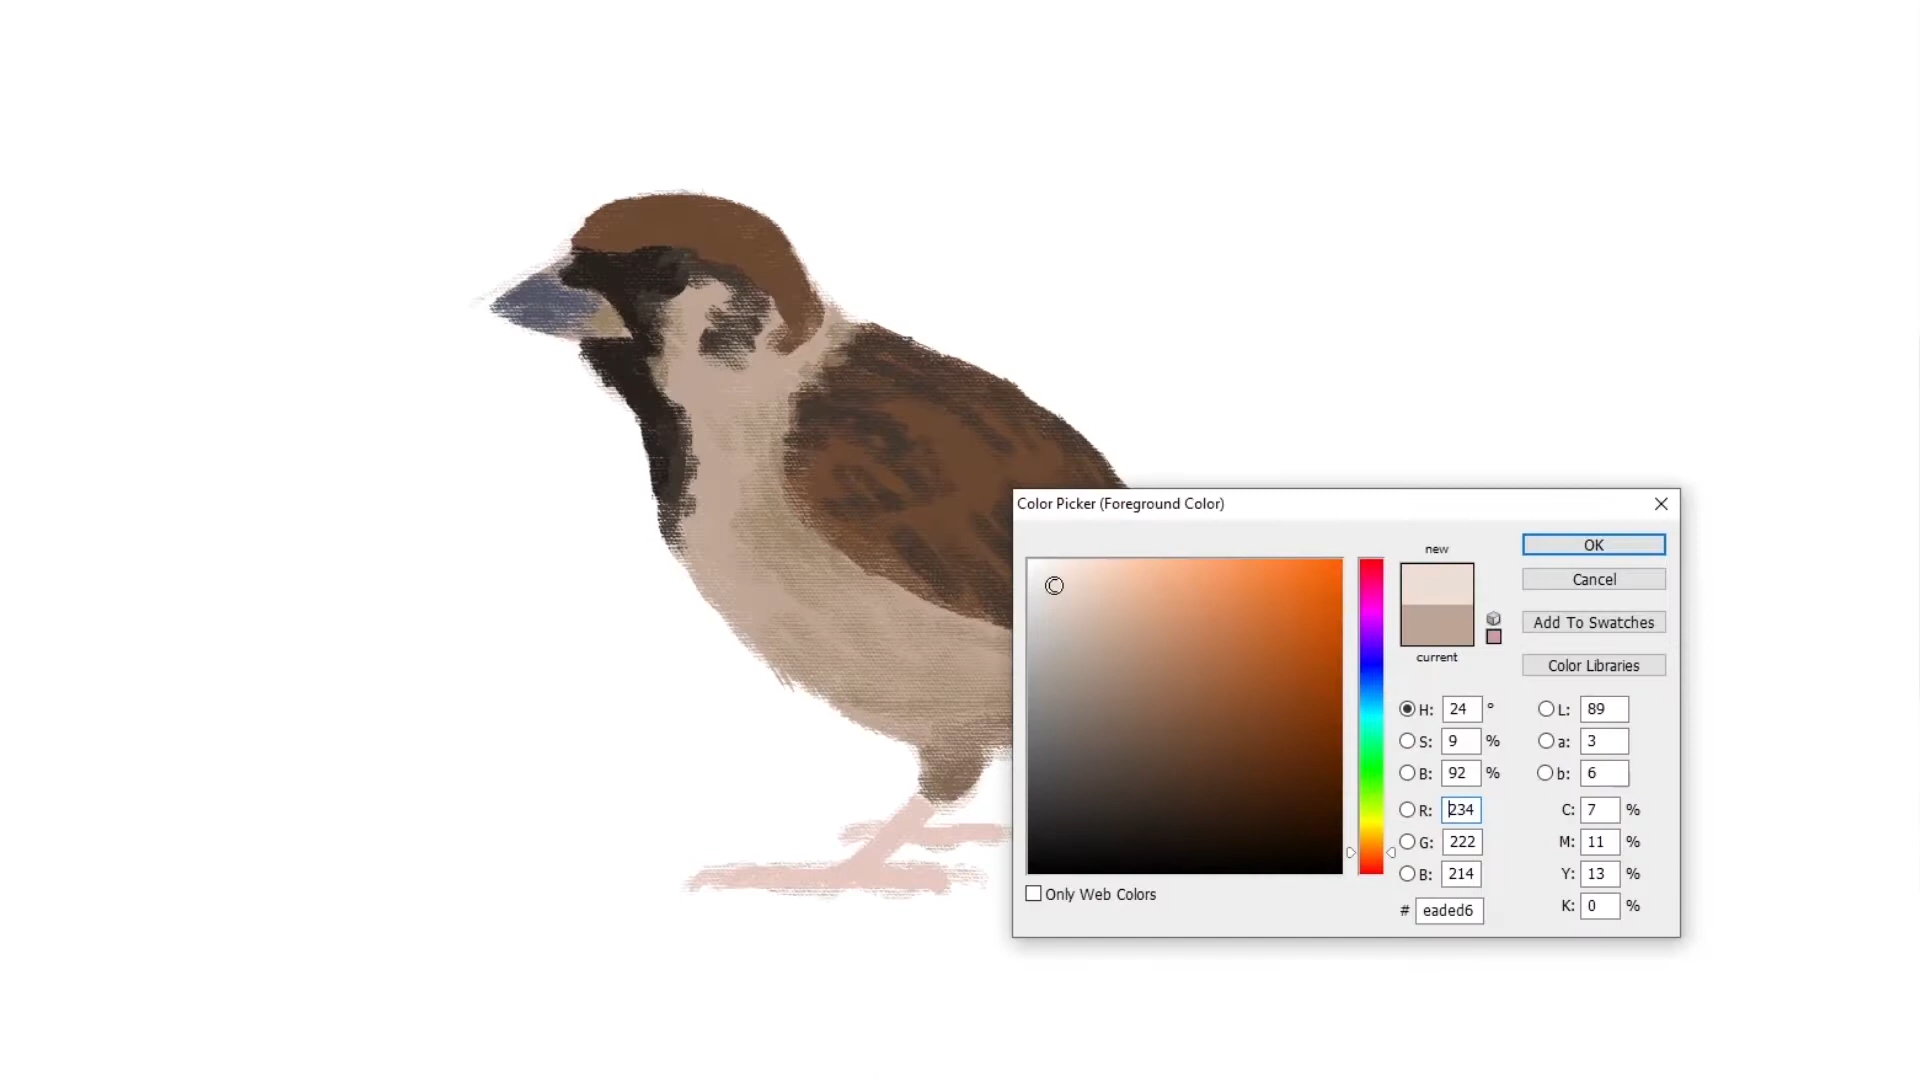 Color Picker (Foreground Color)
new
OK
Cancel
Add To Swatches
current
Color Libraries
H: 24 °
L: 89
S: 9 %
a: 3
B: 92 %
b: 6
R: 234
C: 7 %
G: 222
M: 11 %
B: 214
Y: 13 %
Only Web Colors
# eaded6
K: 0 %